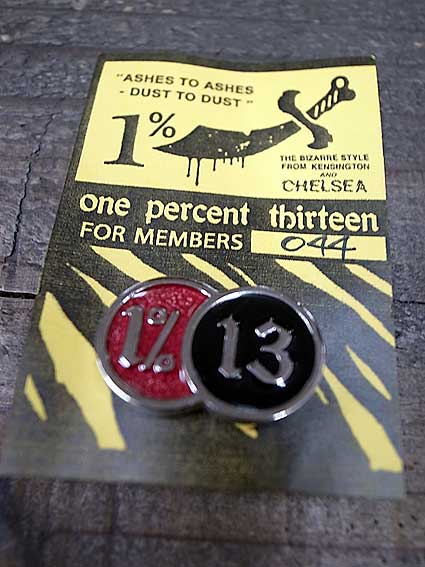 "ASHES TO ASHES
- DUST TO DUST"
1%
THE BIZARRE STYLE
FROM KENSINGTON
AND
CHELSEA
one percent thirteen
FOR MEMBERS 044
1% 13